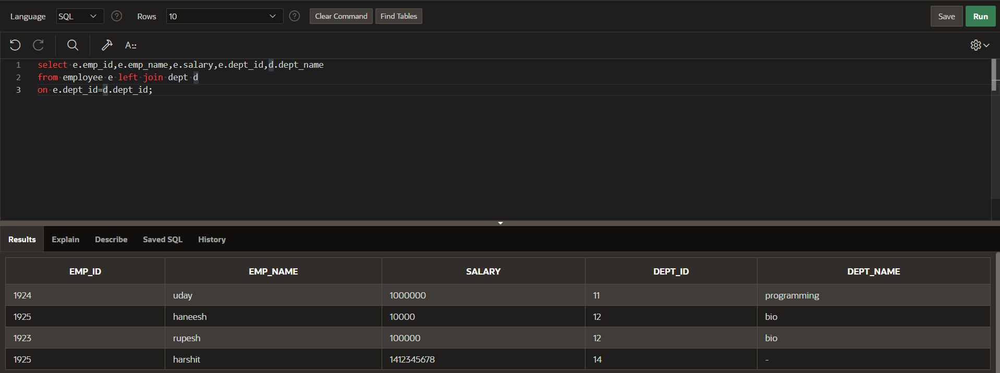 Language SQL ? Rows 10 ? Clear Command Find Tables Save Run
A::
1 select e.emp_id,e.emp_name,e.salary,e.dept_id,d.dept_name
2 from employee e left join dept d
3 on e.dept_id=d.dept_id;
Results Explain Describe Saved SQL History
EMP_ID EMP_NAME SALARY DEPT_ID DEPT_NAME
1924 uday 1000000 11 programming
1925 haneesh 10000 12 bio
1923 rupesh 100000 12 bio
1925 harshit 1412345678 14 -